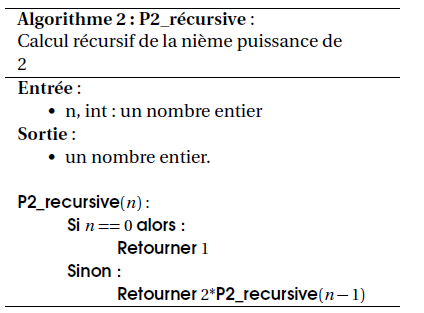 Algorithme 2 : P2_récursive :
Calcul récursif de la nième puissance de
2
Entrée :
• n, int : un nombre entier
Sortie :
• un nombre entier.
P2_recursive(n) :
Si n == 0 alors :
Retourner 1
Sinon :
Retourner 2*P2_recursive(n−1)